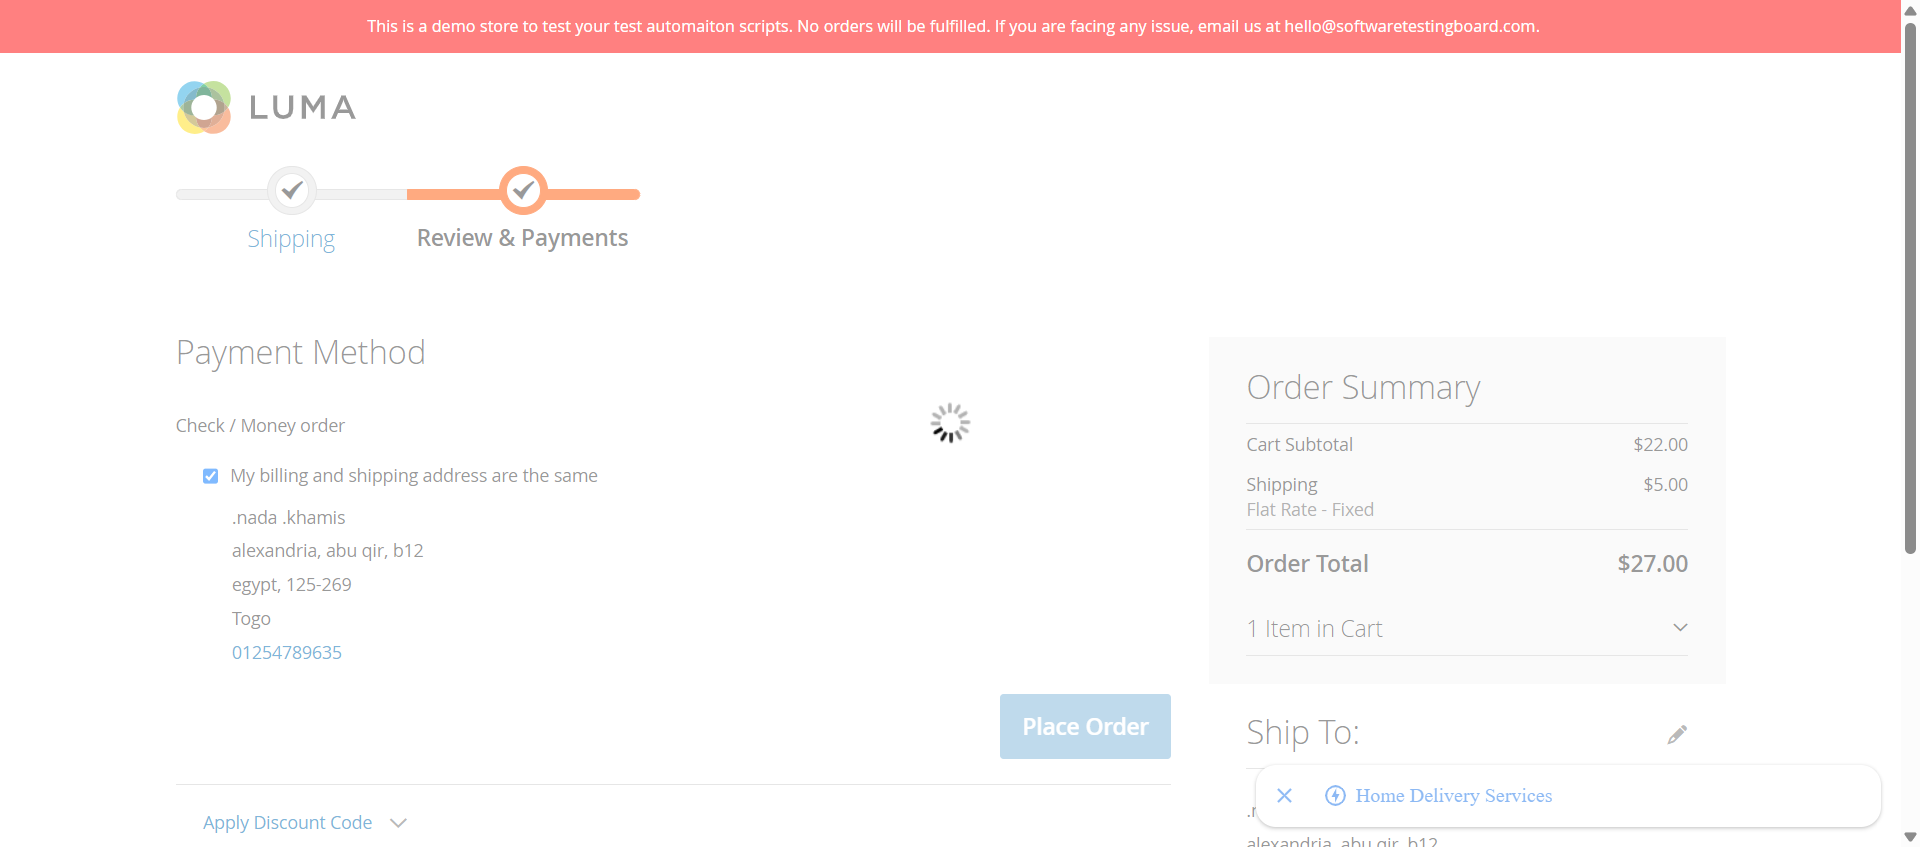 This is a demo store to test your test automaiton scripts. No orders will be fulfilled. If you are facing any issue, email us at hello@softwaretestingboard.com.
LUMA
Shipping
Review & Payments
Payment Method
Check / Money order
My billing and shipping address are the same
.nada .khamis
alexandria, abu qir, b12
egypt, 125-269
Togo
01254789635
Place Order
Apply Discount Code
Order Summary
Cart Subtotal $22.00
Shipping $5.00
Flat Rate - Fixed
Order Total $27.00
1 Item in Cart
Ship To:
Home Delivery Services
alexandria, abu qir, b12